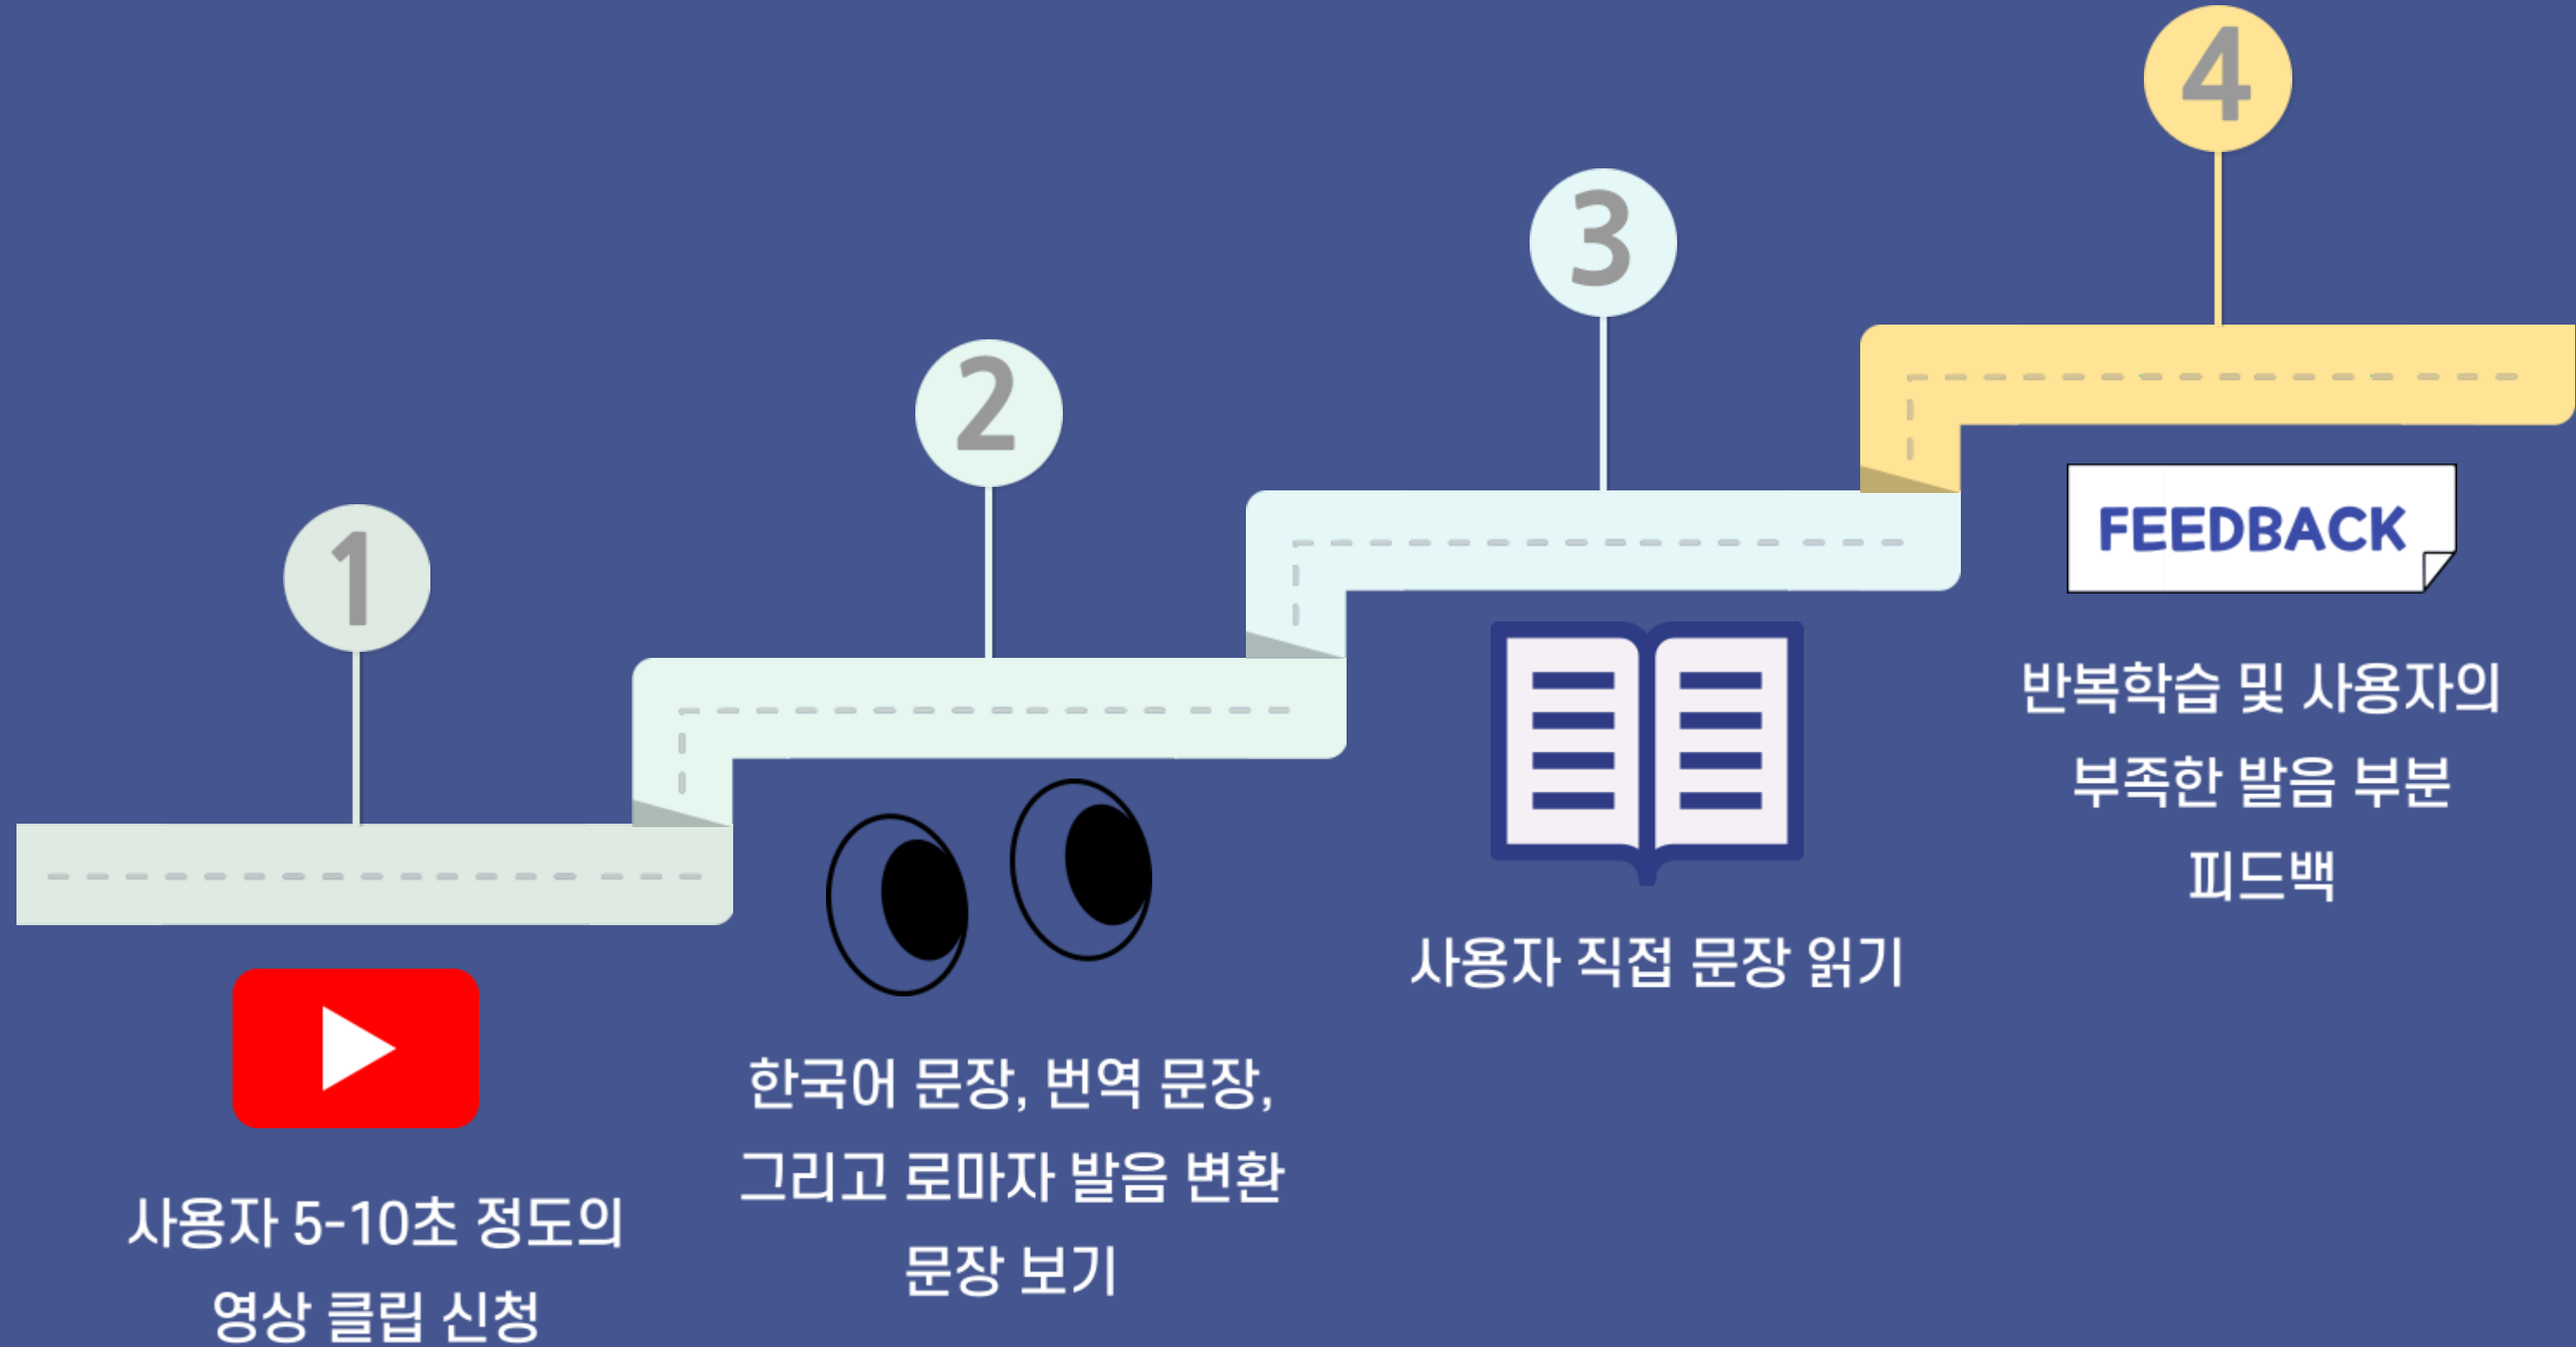 1
사용자 5-10초 정도의
영상 클립 신청
2
한국어 문장, 번역 문장,
그리고 로마자 발음 변환
문장 보기
3
사용자 직접 문장 읽기
4
FEEDBACK
반복학습 및 사용자의
부족한 발음 부분
피드백